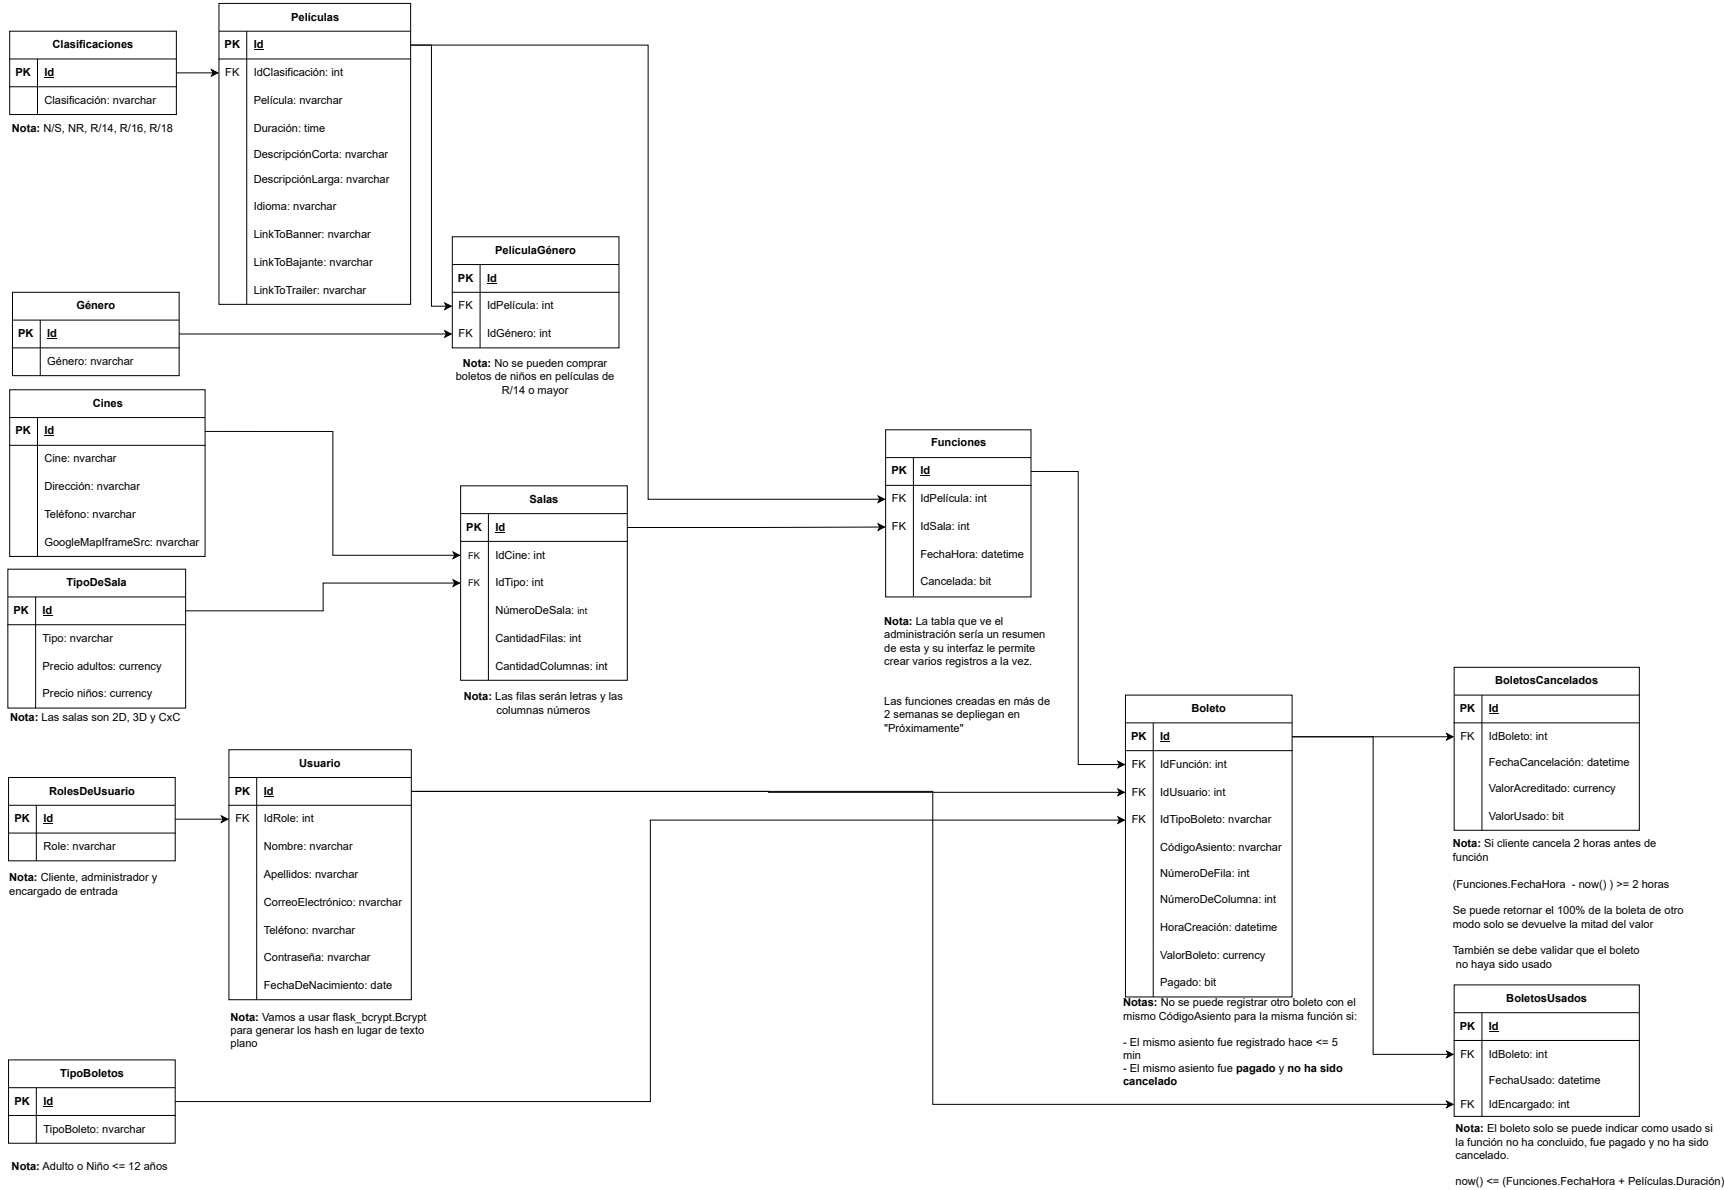 Películas
PK Id
FK IdClasificación: int
Película: nvarchar
Duración: time
DescripciónCorta: nvarchar
DescripciónLarga: nvarchar
Idioma: nvarchar
LinkToBanner: nvarchar
LinkToBajante: nvarchar
LinkToTrailer: nvarchar
Clasificaciones
PK Id
Clasificación: nvarchar
Nota: N/S, NR, R/14, R/16, R/18
PelículaGénero
PK Id
FK IdPelícula: int
FK IdGénero: int
Nota: No se pueden comprar
boletos de niños en películas de
R/14 o mayor
Género
PK Id
Género: nvarchar
Cines
PK Id
Cine: nvarchar
Dirección: nvarchar
Teléfono: nvarchar
GoogleMapIframeSrc: nvarchar
TipoDeSala
PK Id
Tipo: nvarchar
Precio adultos: currency
Precio niños: currency
Nota: Las salas son 2D, 3D y CxC
Salas
PK Id
FK IdCine: int
FK IdTipo: int
NúmeroDeSala: int
CantidadFilas: int
CantidadColumnas: int
Nota: Las filas serán letras y las
columnas números
Funciones
PK Id
FK IdPelícula: int
FK IdSala: int
FechaHora: datetime
Cancelada: bit
Nota: La tabla que ve el
administración sería un resumen
de esta y su interfaz le permite
crear varios registros a la vez.
Las funciones creadas en más de
2 semanas se depliegan en
"Próximamente"
RolesDeUsuario
PK Id
Role: nvarchar
Nota: Cliente, administrador y
encargado de entrada
Usuario
PK Id
FK IdRole: int
Nombre: nvarchar
Apellidos: nvarchar
CorreoElectrónico: nvarchar
Teléfono: nvarchar
Contraseña: nvarchar
FechaDeNacimiento: date
Nota: Vamos a usar flask_bcrypt.Bcrypt
para generar los hash en lugar de texto
plano
TipoBoletos
PK Id
TipoBoleto: nvarchar
Nota: Adulto o Niño <= 12 años
Boleto
PK Id
FK IdFunción: int
FK IdUsuario: int
FK IdTipoBoleto: nvarchar
CódigoAsiento: nvarchar
NúmeroDeFila: int
NúmeroDeColumna: int
HoraCreación: datetime
ValorBoleto: currency
Pagado: bit
Notas: No se puede registrar otro boleto con el
mismo CódigoAsiento para la misma función si:
- El mismo asiento fue registrado hace <= 5
min
- El mismo asiento fue pagado y no ha sido
cancelado
BoletosCancelados
PK Id
FK IdBoleto: int
FechaCancelación: datetime
ValorAcreditado: currency
ValorUsado: bit
Nota: Si cliente cancela 2 horas antes de
función
(Funciones.FechaHora - now() ) >= 2 horas
Se puede retornar el 100% de la boleta de otro
modo solo se devuelve la mitad del valor
También se debe validar que el boleto
no haya sido usado
BoletosUsados
PK Id
FK IdBoleto: int
FechaUsado: datetime
FK IdEncargado: int
Nota: El boleto solo se puede indicar como usado si
la función no ha concluido, fue pagado y no ha sido
cancelado.
now() <= (Funciones.FechaHora + Películas.Duración)